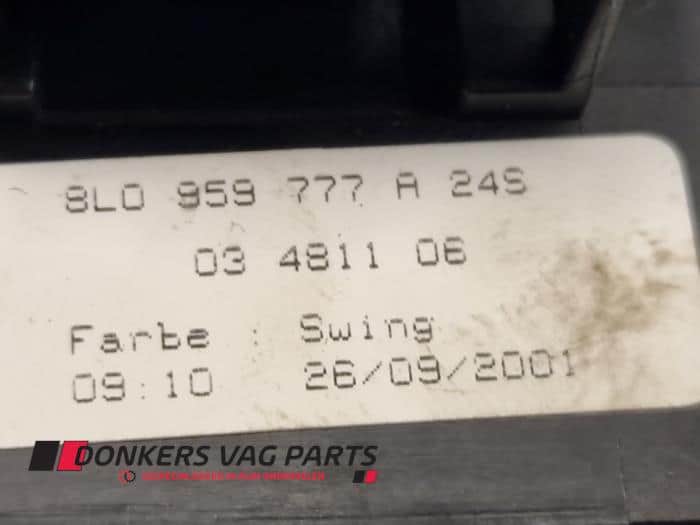 8L0 959 777 A 24S
03 4811 06
Farbe : Swing
09:10 26/09/2001
DONKERS VAG PARTS